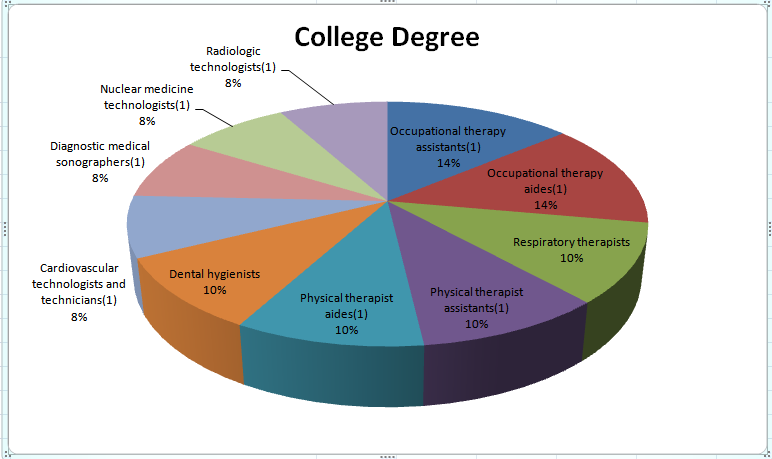 College Degree
Radiologic
technologists(1)
8%
Nuclear medicine
technologists(1)
8%
Diagnostic medical
sonographers(1)
8%
Cardiovascular
technologists and
technicians(1)
8%
Occupational therapy
assistants(1)
14%
Occupational therapy
aides(1)
14%
Respiratory therapists
10%
Physical therapist
assistants(1)
10%
Physical therapist
aides(1)
10%
Dental hygienists
10%